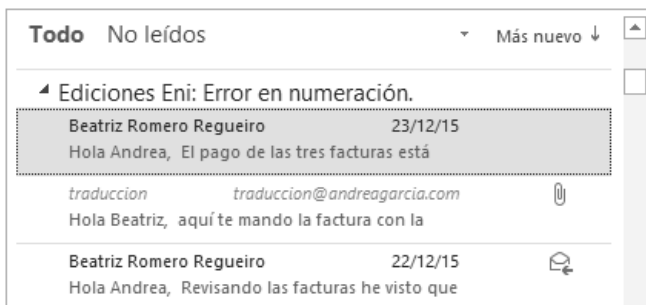 Todo No leídos Más nuevo
Ediciones Eni: Error en numeración.
Beatriz Romero Regueiro 23/12/15
Hola Andrea, El pago de las tres facturas está
traduccion traduccion@andreagarcia.com
Hola Beatriz, aquí te mando la factura con la
Beatriz Romero Regueiro 22/12/15
Hola Andrea, Revisando las facturas he visto que